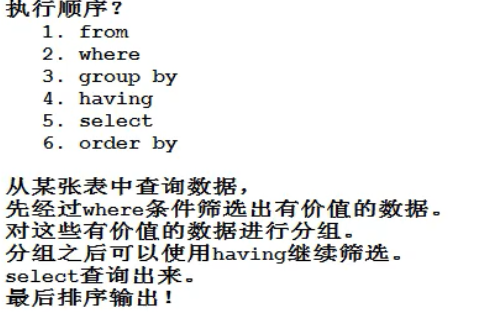 执行顺序？
1. from
2. where
3. group by
4. having
5. select
6. order by
从某张表中查询数据，
先经过where条件筛选出有价值的数据。
对这些有价值的数据进行分组。
分组之后可以使用having继续筛选。
select查询出来。
最后排序输出！